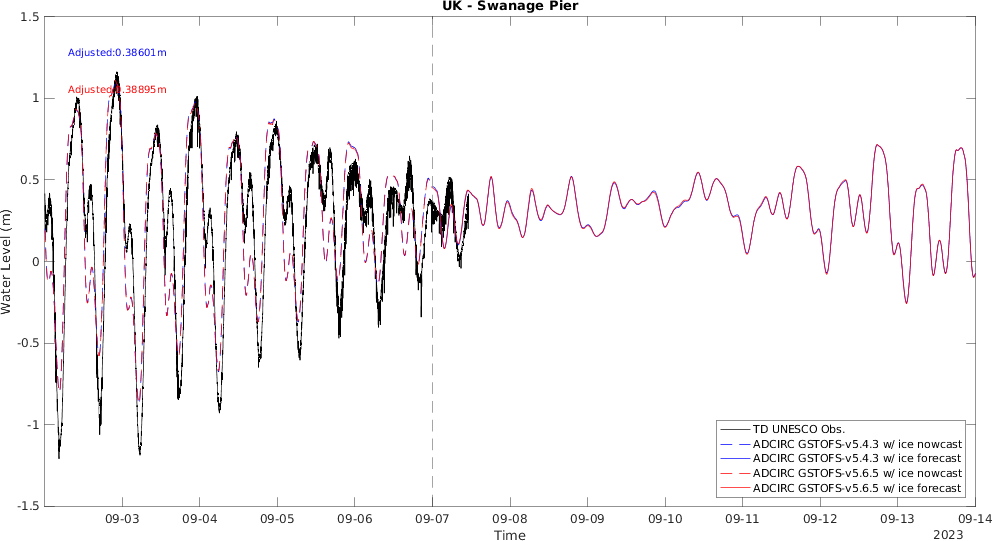 UK - Swanage Pier
1.5
1
0.5
0
-0.5
-1
-1.5
Water Level (m)
Adjusted:0.38601m
Adjusted:0.38895m
TD UNESCO Obs.
ADCIRC GSTOFS-v5.4.3 w/ ice nowcast
ADCIRC GSTOFS-v5.4.3 w/ ice forecast
ADCIRC GSTOFS-v5.6.5 w/ ice nowcast
ADCIRC GSTOFS-v5.6.5 w/ ice forecast
09-03 09-04 09-05 09-06 09-07 09-08 09-09 09-10 09-11 09-12 09-13 09-14
Time
2023